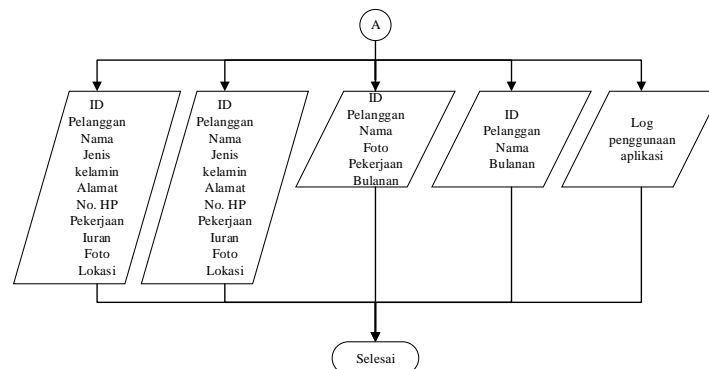 A
ID
Pelanggan
Nama
Jenis
kelamin
Alamat
No. HP
Pekerjaan
Iuran
Foto
Lokasi
ID
Pelanggan
Nama
Jenis
kelamin
Alamat
No. HP
Pekerjaan
Iuran
Foto
Lokasi
ID
Pelanggan
Nama
Foto
Pekerjaan
Bulanan
ID
Pelanggan
Nama
Bulanan
Log
penggunaan
aplikasi
Selesai